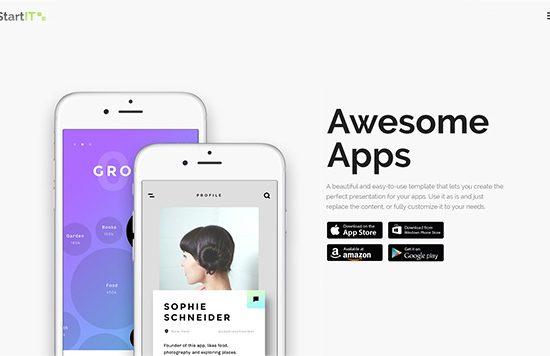 StartIT
Awesome
Apps
A beautiful and easy-to-use template that lets you create the
perfect presentation for your apps. Use it as is and just
replace the content, or fully customize it to your needs.
Download on the
App Store
Download from
Windows Phone Store
Available at
amazon
Get it on
Google play
GRO
Books
Garden
Food
PROFILE
SOPHIE
SCHNEIDER
Founder of this app, likes food,
photography and exploring places.